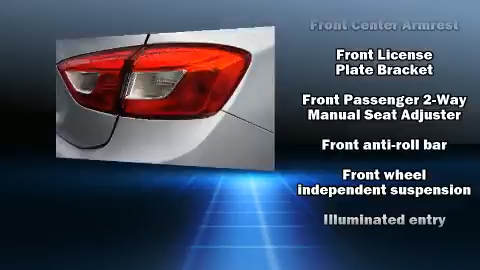 Front Center Armrest
Front License
Plate Bracket
Front Passenger 2-Way
Manual Seat Adjuster
Front anti-roll bar
Front wheel
independent suspension
Illuminated entry